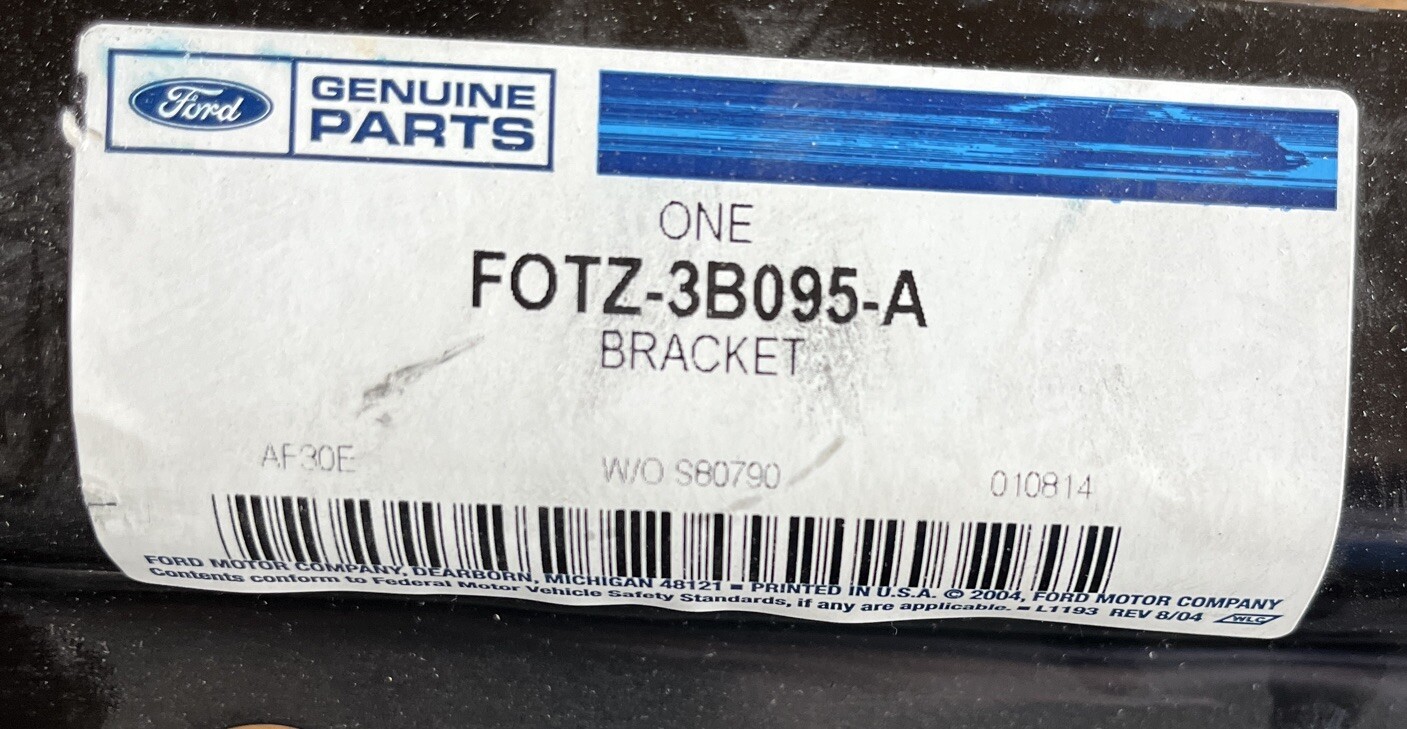 Ford
GENUINE
PARTS
ONE
FOTZ-3B095-A
BRACKET
AF30E
W/O S80790
010814
FORD MOTOR COMPANY, DEARBORN, MICHIGAN 48121 ▪ PRINTED IN U.S.A. © 2004, FORD MOTOR COMPANY
Contents conform to Federal Motor Vehicle Safety Standards, if any are applicable. ▪ L1193 REV 8/04 WLC